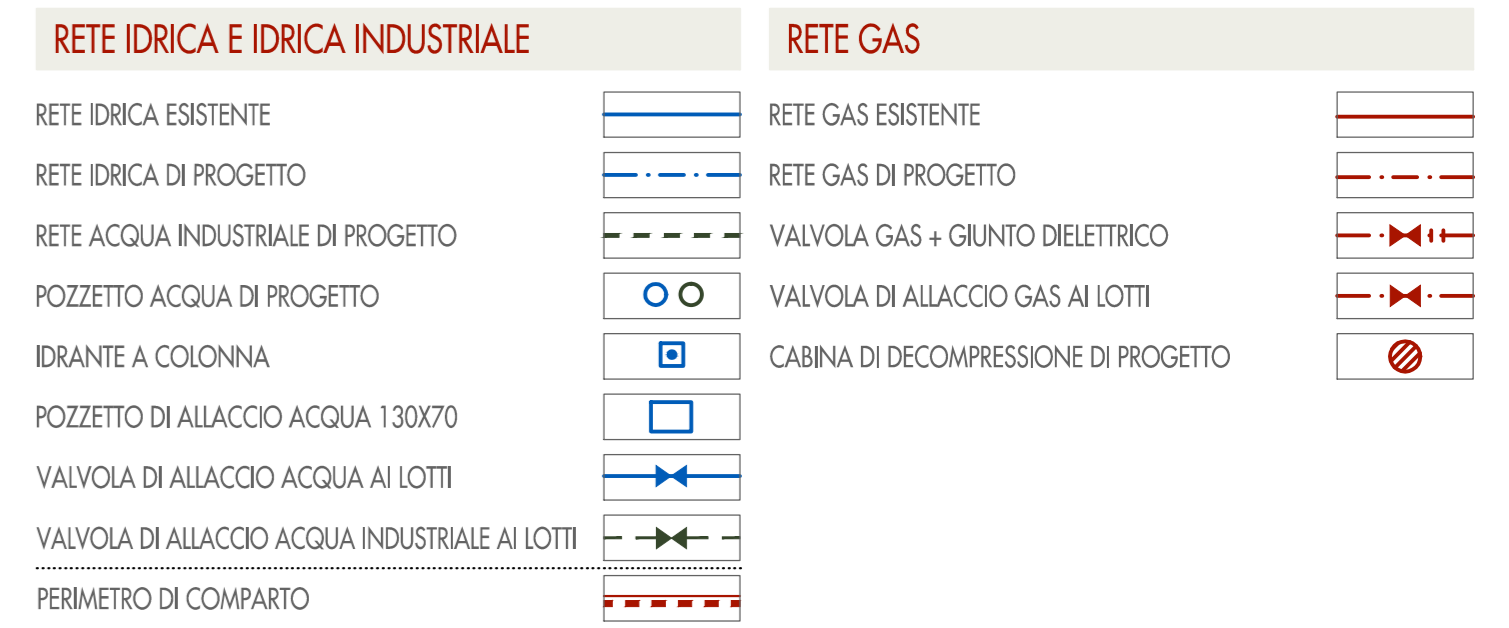 RETE IDRICA E IDRICA INDUSTRIALE
RETE IDRICA ESISTENTE
RETE IDRICA DI PROGETTO
RETE ACQUA INDUSTRIALE DI PROGETTO
POZZETTO ACQUA DI PROGETTO
IDRANTE A COLONNA
POZZETTO DI ALLACCIO ACQUA 130X70
VALVOLA DI ALLACCIO ACQUA AI LOTTI
VALVOLA DI ALLACCIO ACQUA INDUSTRIALE AI LOTTI
PERIMETRO DI COMPARTO
RETE GAS
RETE GAS ESISTENTE
RETE GAS DI PROGETTO
VALVOLA GAS + GIUNTO DIELETTRICO
VALVOLA DI ALLACCIO GAS AI LOTTI
CABINA DI DECOMPRESSIONE DI PROGETTO